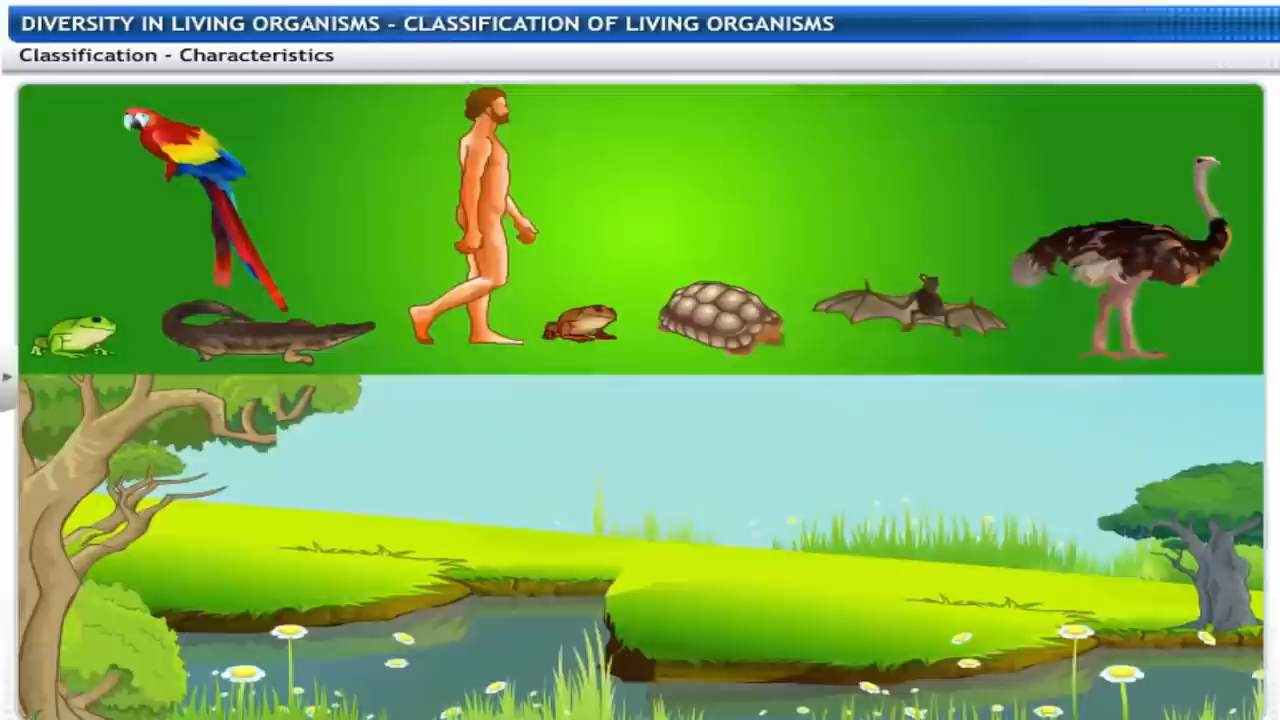 DIVERSITY IN LIVING ORGANISMS - CLASSIFICATION OF LIVING ORGANISMS
Classification - Characteristics